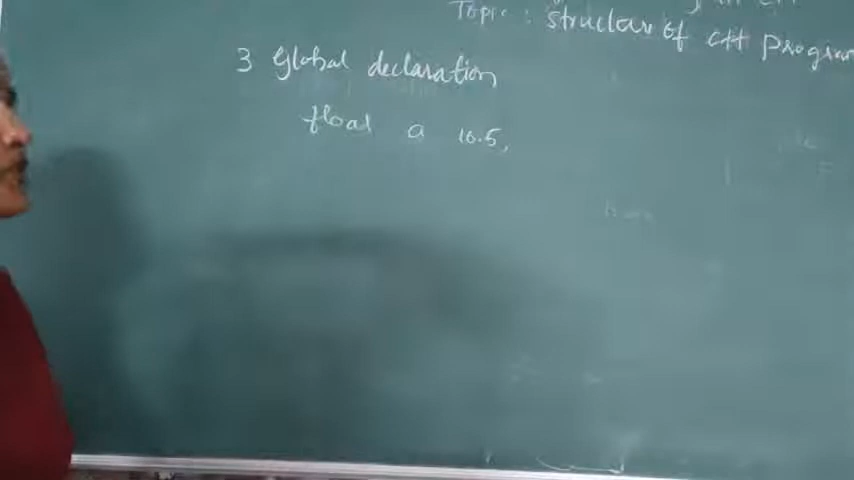 Topic : structure of C++ Program
3 Global declaration
float a 10.5,